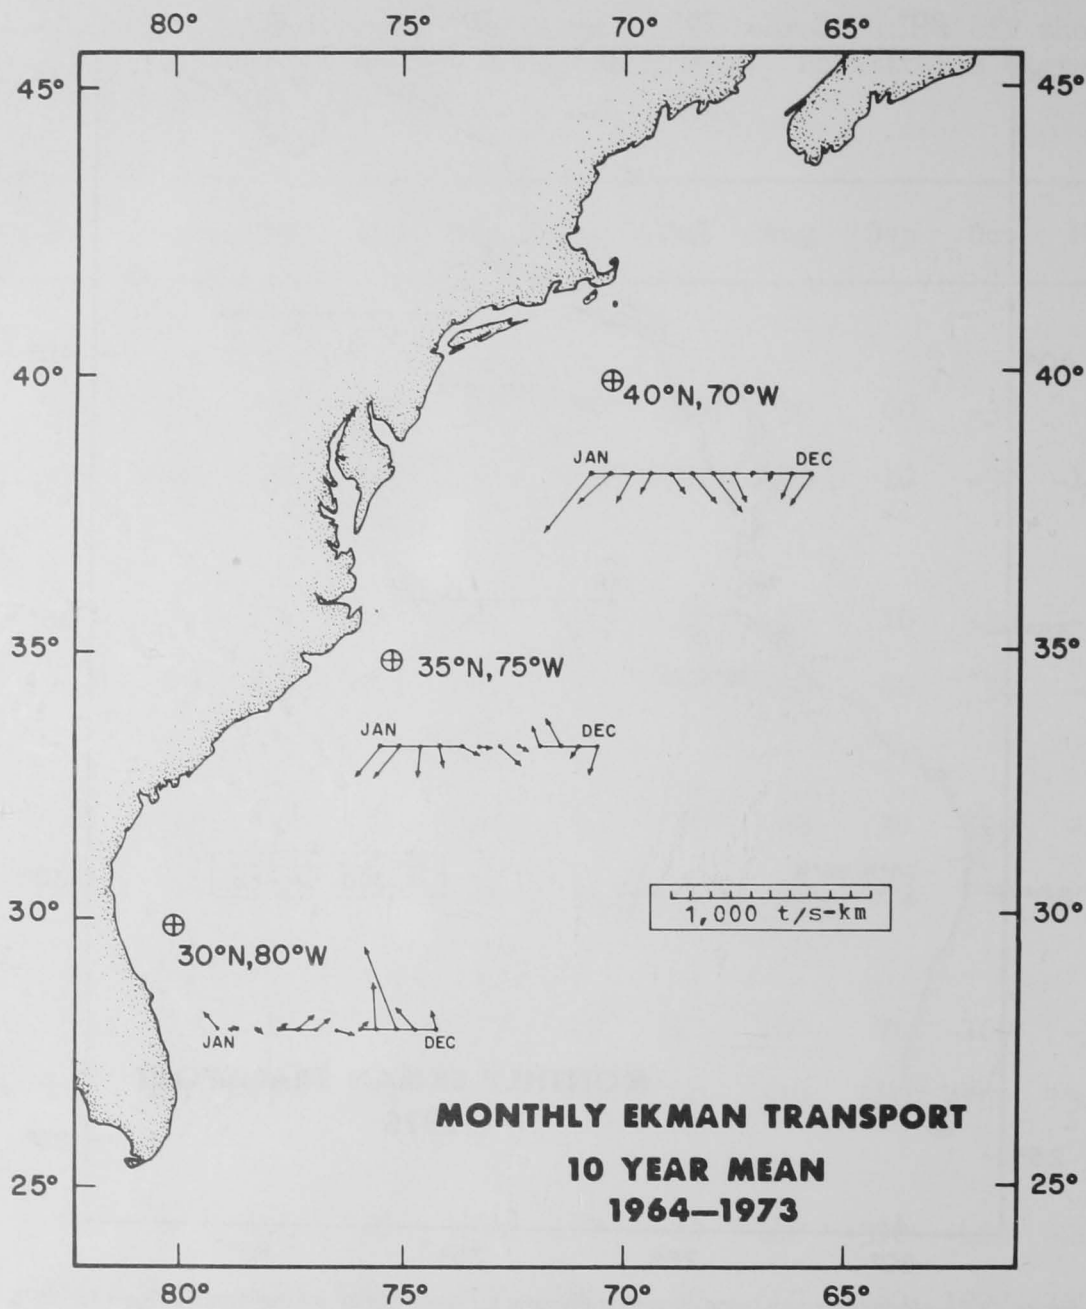 80° 75° 70° 65°
45° 45°
40° 40°
40°N,70°W
JAN DEC
35° 35°
35°N,75°W
JAN DEC
1,000 t/s-km
30° 30°
30°N,80°W
JAN DEC
MONTHLY EKMAN TRANSPORT
10 YEAR MEAN
1964—1973
25° 25°
80° 75° 70° 65°